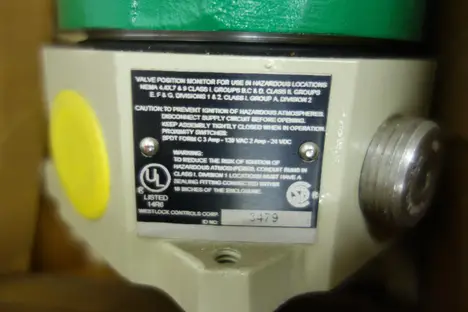 VALVE POSITION MONITOR FOR USE IN HAZARDOUS LOCATIONS
NEMA 4,4X,7 & 9 CLASS I, GROUPS B,C & D, CLASS II, GROUPS
E, F & G, DIVISIONS 1 & 2, CLASS I, GROUP A, DIVISION 2
CAUTION: TO PREVENT IGNITION OF HAZARDOUS ATMOSPHERES
DISCONNECT SUPPLY CIRCUIT BEFORE OPENING.
KEEP ASSEMBLY TIGHTLY CLOSED WHEN IN OPERATION
PROXIMITY SWITCHES:
SPDT FORM C 3 Amp - 120 VAC 2 Amp - 24 VDC
WARNING:
TO REDUCE THE RISK OF IGNITION OF
HAZARDOUS ATMOSPHERES, CONDUIT RUNS IN
CLASS I, DIVISION 1 LOCATIONS MUST HAVE A
SEALING FITTING CONNECTED WITHIN
18 INCHES OF THE ENCLOSURE.
UL
LISTED
WESTLOCK CONTROLS CORP.
ID NO: 3479